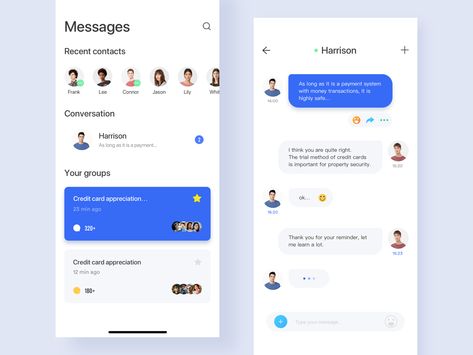 Messages
Recent contacts
Frank
Lee
Connor
Jason
Lily
Conversation
Harrison
As long as it is a payment...
2
Your groups
Credit card appreciation...
23 min ago
320+
Credit card appreciation
12 min ago
180+
Harrison
As long as it is a payment system
with money transactions, it is
highly safe...
16:00
I think you are quite right.
The trial method of credit cards
is important for property security.
16:20
ok...
16:20
Thank you for your reminder, let
me learn a lot.
16:23
Type your message...